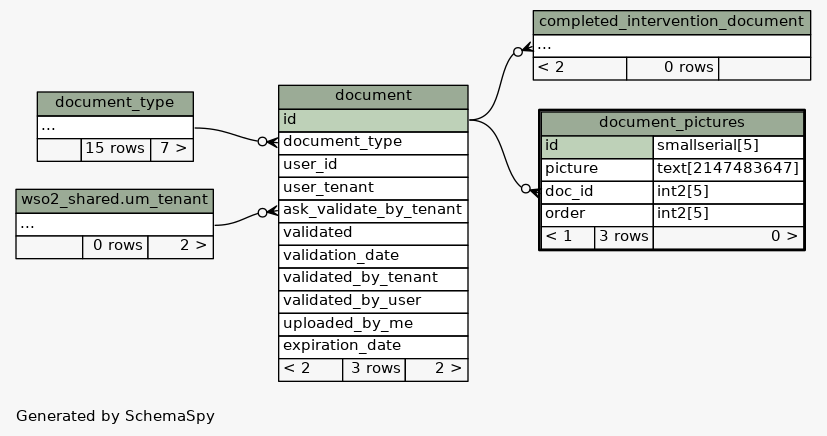 completed_intervention_document
...
< 2 0 rows
document_type
...
15 rows 7 >
wso2_shared.um_tenant
...
0 rows 2 >
document
id
document_type
user_id
user_tenant
ask_validate_by_tenant
validated
validation_date
validated_by_tenant
validated_by_user
uploaded_by_me
expiration_date
< 2 3 rows 2 >
document_pictures
id smallserial[5]
picture text[2147483647]
doc_id int2[5]
order int2[5]
< 1 3 rows 0 >
Generated by SchemaSpy